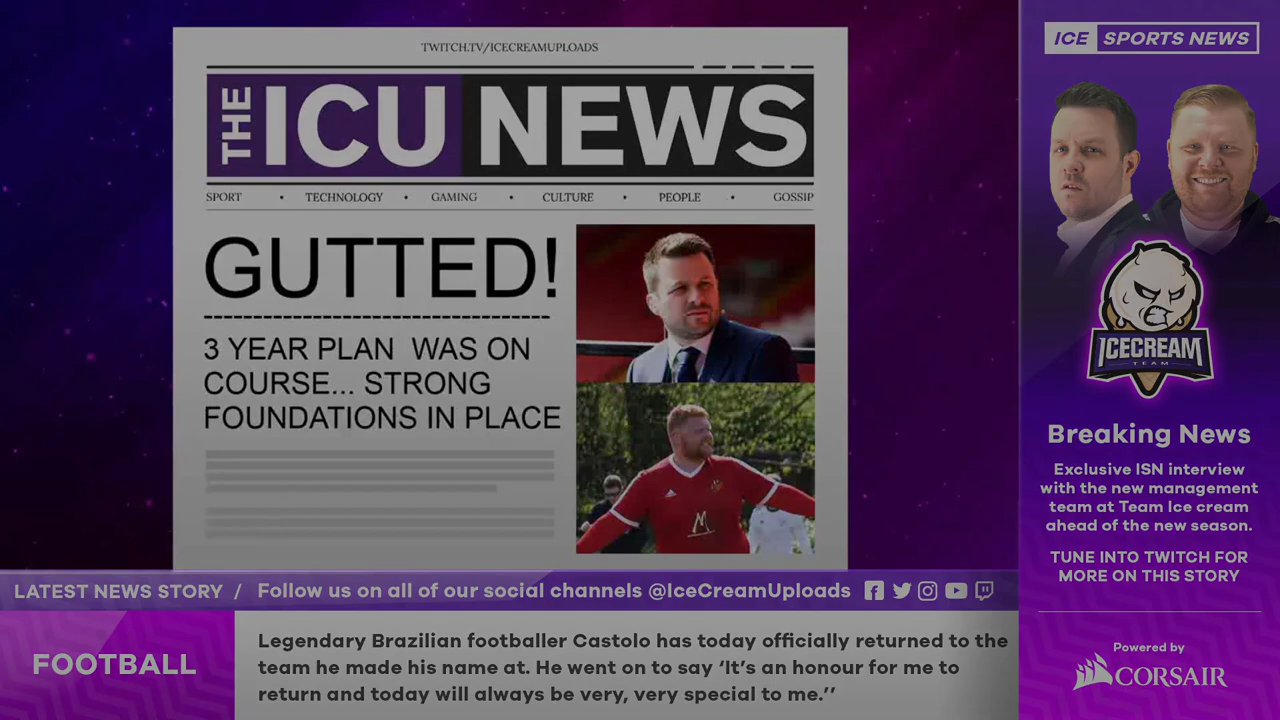 TWITCH.TV/ICECREAMUPLOADS
THE ICU NEWS
SPORT • TECHNOLOGY • GAMING • CULTURE • PEOPLE • GOSSIP
GUTTED!
3 YEAR PLAN WAS ON
COURSE... STRONG
FOUNDATIONS IN PLACE
ICE SPORTS NEWS
ICECREAM
TEAM
Breaking News
Exclusive ISN interview
with the new management
team at Team Ice cream
ahead of the new season.
TUNE INTO TWITCH FOR
MORE ON THIS STORY
Powered by
CORSAIR
LATEST NEWS STORY / Follow us on all of our social channels @IceCreamUploads
FOOTBALL
Legendary Brazilian footballer Castolo has today officially returned to the
team he made his name at. He went on to say ‘It’s an honour for me to
return and today will always be very, very special to me.’’